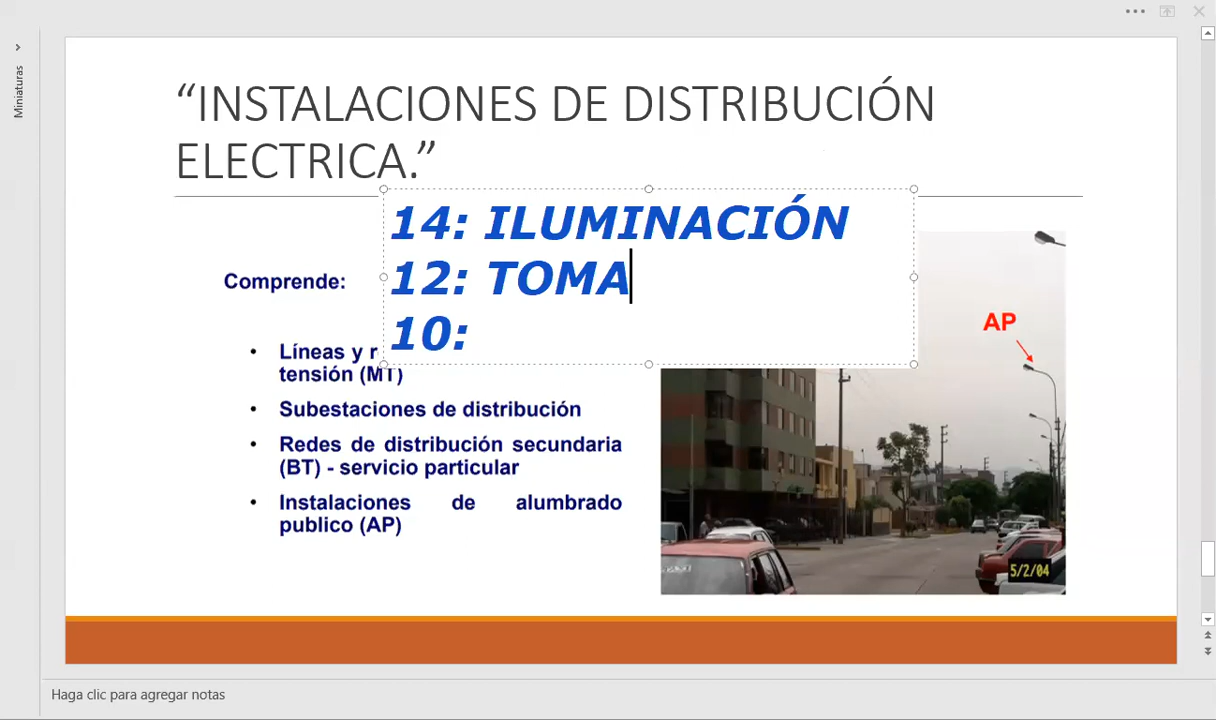 Miniaturas
“INSTALACIONES DE DISTRIBUCIÓN
ELECTRICA.”
14: ILUMINACIÓN
12: TOMA
10:
Comprende:
• Líneas y r
tensión (MT)
• Subestaciones de distribución
• Redes de distribución secundaria
(BT) - servicio particular
• Instalaciones de alumbrado
publico (AP)
AP
5/2/04
Haga clic para agregar notas